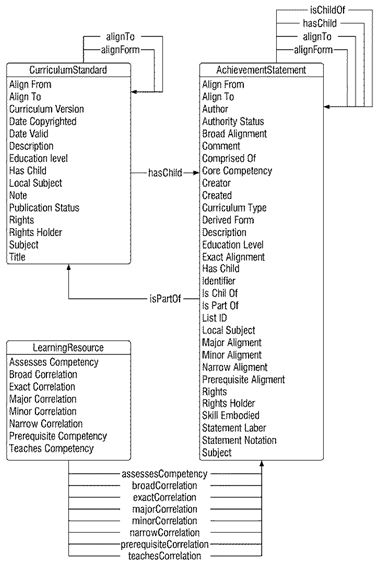 isChildOf
hasChild
alignTo
alignForm
alignTo
alignForm
CurriculumStandard
Align From
Align To
Curriculum Version
Date Copyrighted
Date Valid
Description
Education level
Has Child
Local Subject
Note
Publication Status
Rights
Rights Holder
Subject
Title
hasChild
isPartOf
AchievementStatement
Align From
Align To
Author
Authority Status
Broad Alignment
Comment
Comprised Of
Core Competency
Creator
Created
Curriculum Type
Derived Form
Description
Education Level
Exact Alignment
Has Child
Identifier
Is Chil Of
Is Part Of
List ID
Local Subject
Major Aligment
Minor Aligment
Narrow Aligment
Prerequisite Aligment
Rights
Rights Holder
Skill Embodied
Statement Laber
Statement Notation
Subject
LearningResource
Assesses Competency
Broad Correlation
Exact Correlation
Major Correlation
Minor Correlation
Narrow Correlation
Prerequisite Competency
Teaches Competency
assessesCompetency
broadCorrelation
exactCorrelation
majorCorrelation
minorCorrelation
narrowCorrelation
prerequisiteCorrelation
teachesCorrelation